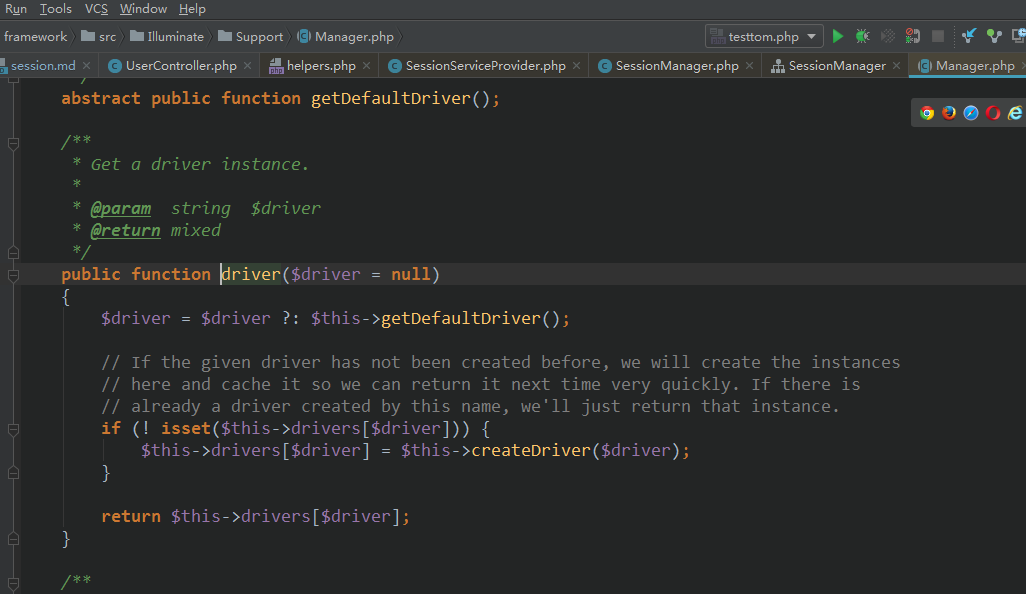 Run Tools VCS Window Help
framework src Illuminate Support Manager.php testtom.php
session.md UserController.php helpers.php SessionServiceProvider.php SessionManager.php SessionManager Manager.php
abstract public function getDefaultDriver();
/**
* Get a driver instance.
*
* @param  string  $driver
* @return mixed
*/
public function driver($driver = null)
{
$driver = $driver ?: $this->getDefaultDriver();
// If the given driver has not been created before, we will create the instances
// here and cache it so we can return it next time very quickly. If there is
// already a driver created by this name, we'll just return that instance.
if (! isset($this->drivers[$driver])) {
$this->drivers[$driver] = $this->createDriver($driver);
}
return $this->drivers[$driver];
}
/**